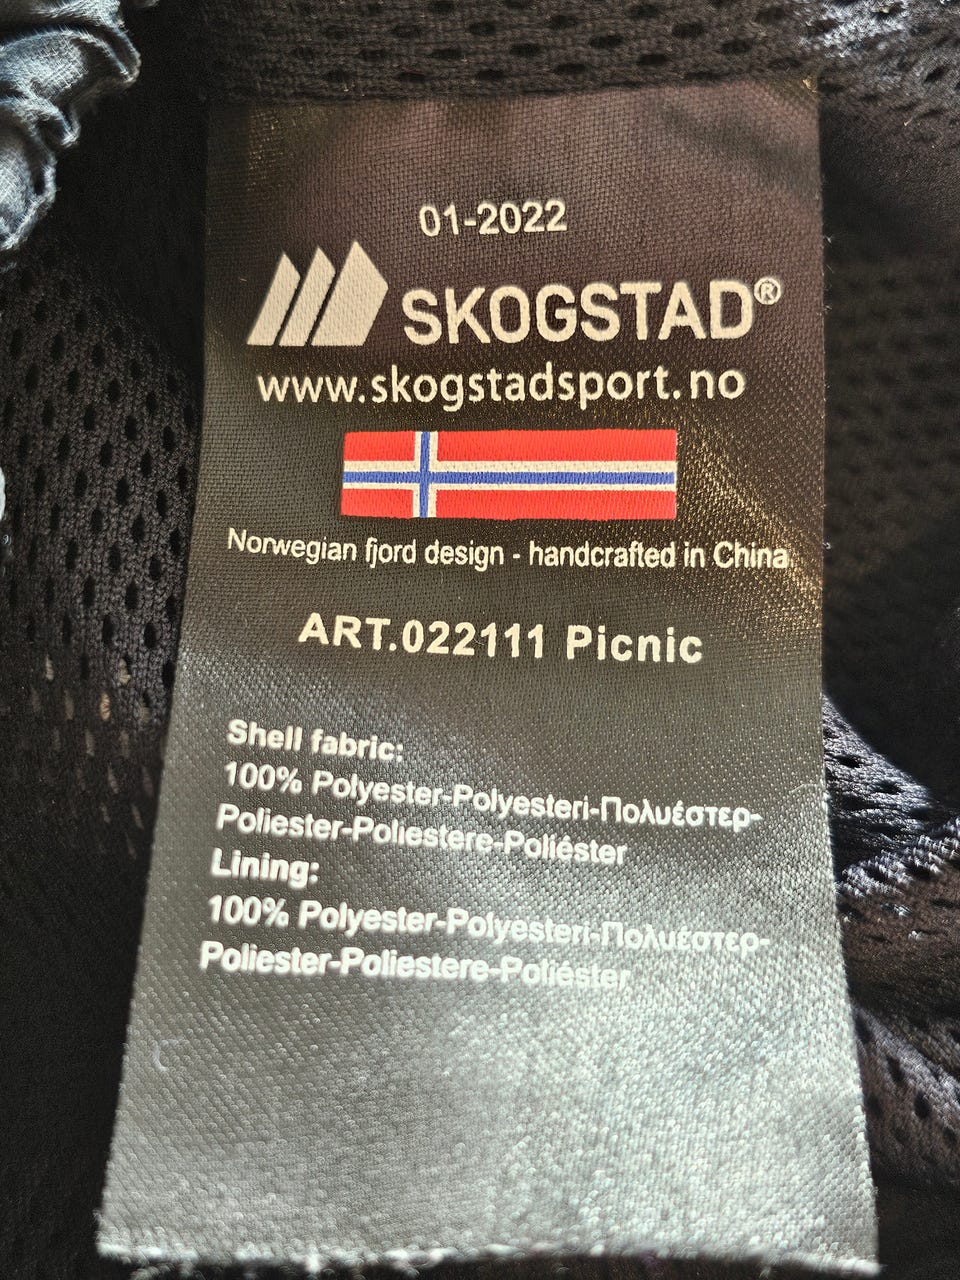 01-2022
SKOGSTAD®
www.skogstadsport.no
Norwegian fjord design - handcrafted in China
ART.022111 Picnic
Shell fabric:
100% Polyester-Polyesteri-Πολυέστερ-
Poliester-Poliestere-Poliéster
Lining:
100% Polyester-Polyesteri-Πολυέστερ-
Poliester-Poliestere-Poliéster